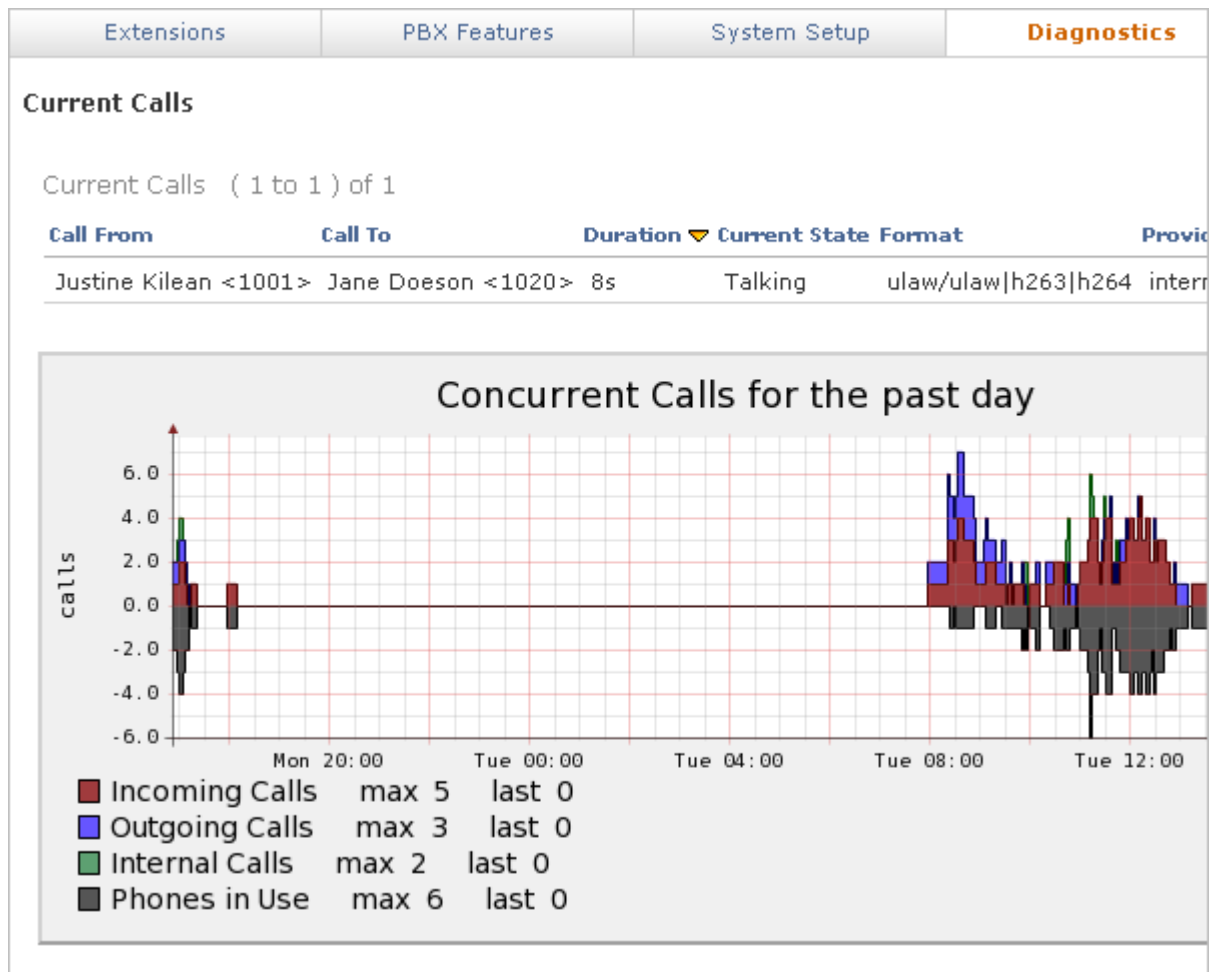 Extensions PBX Features System Setup Diagnostics
Current Calls
Current Calls ( 1 to 1 ) of 1
Call From Call To Duration Current State Format Provic
Justine Kilean <1001> Jane Doeson <1020> 8s Talking ulaw/ulaw|h263|h264 intern
Concurrent Calls for the past day
6.0
4.0
2.0
0.0
-2.0
-4.0
-6.0
calls
Mon 20:00 Tue 00:00 Tue 04:00 Tue 08:00 Tue 12:00
Incoming Calls max 5 last 0
Outgoing Calls max 3 last 0
Internal Calls max 2 last 0
Phones in Use max 6 last 0